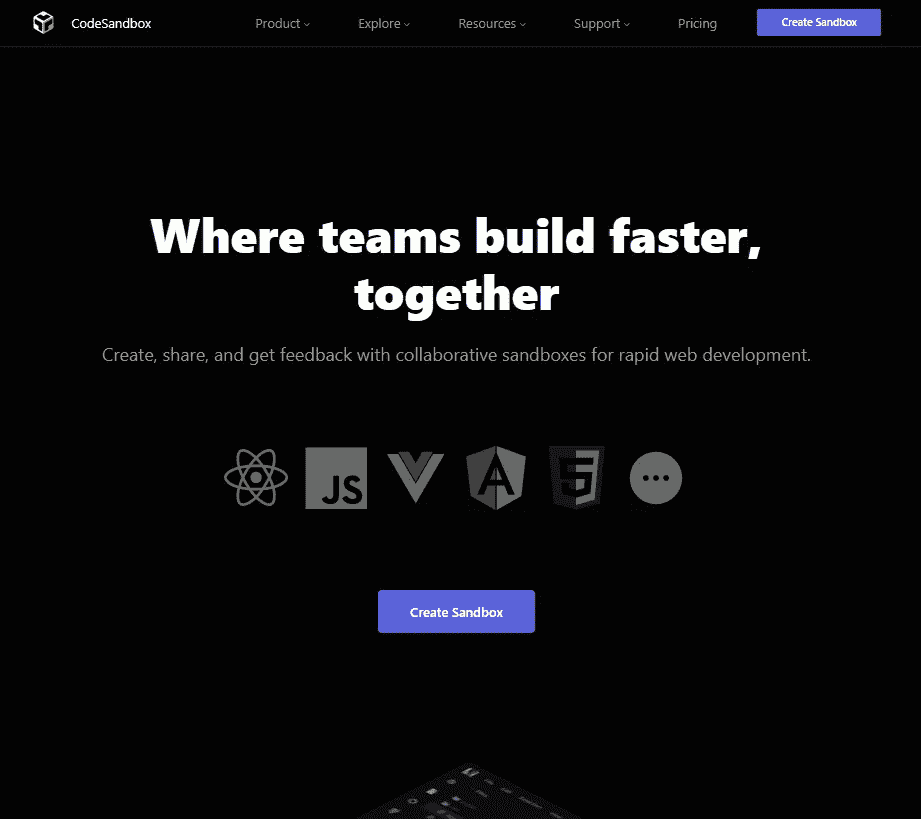 CodeSandbox Product Explore Resources Support Pricing Create Sandbox
Where teams build faster,
together
Create, share, and get feedback with collaborative sandboxes for rapid web development.
JS A 5
Create Sandbox